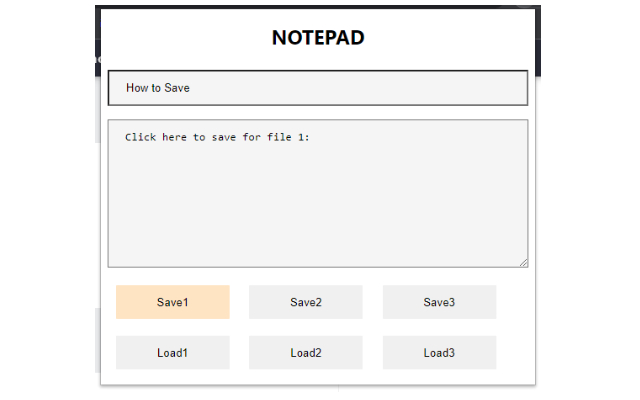 NOTEPAD
How to Save
Click here to save for file 1:
Save1 Save2 Save3
Load1 Load2 Load3